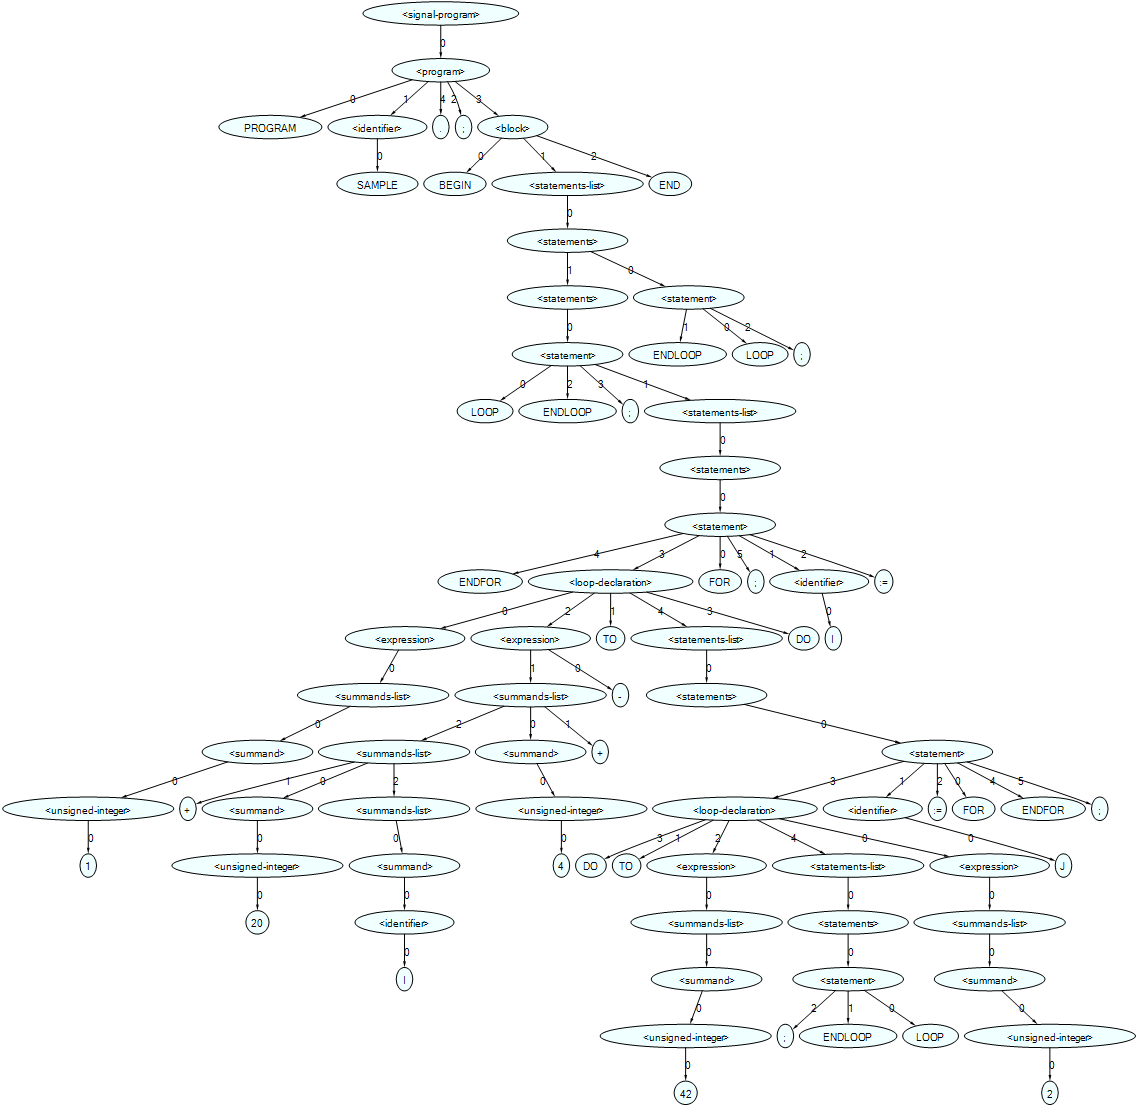 <signal-program>
0
<program>
0 1 4 2 3
PROGRAM <identifier> . ; <block>
0 0 1 2
SAMPLE BEGIN <statements-list> END
0
<statements>
1 0
<statements> <statement>
0 1 0 2
<statement> ENDLOOP LOOP ;
0 2 3 1
LOOP ENDLOOP ; <statements-list>
0
<statements>
0
<statement>
4 3 0 5 1 2
ENDFOR <loop-declaration> FOR ; <identifier> :=
0 2 1 4 3 0
<expression> <expression> TO <statements-list> DO I
0 1 0 0
<summands-list> <summands-list> - <statements>
0 2 0 1 0
<summand> <summands-list> <summand> + <statement>
0 1 0 2 0 3 1 2 0 4 5
<unsigned-integer> + <summand> <summands-list> <unsigned-integer> <loop-declaration> <identifier> := FOR ENDFOR ;
0 0 0 0 3 1 2 4 0 0
1 <unsigned-integer> <summand> 4 DO TO <expression> <statements-list> <expression> J
0 0 0 0 0
20 <identifier> <summands-list> <statements> <summands-list>
0 0 0 0
I <summand> <statement> <summand>
0 2 1 0 0
<unsigned-integer> ; ENDLOOP LOOP <unsigned-integer>
0 0
42 2